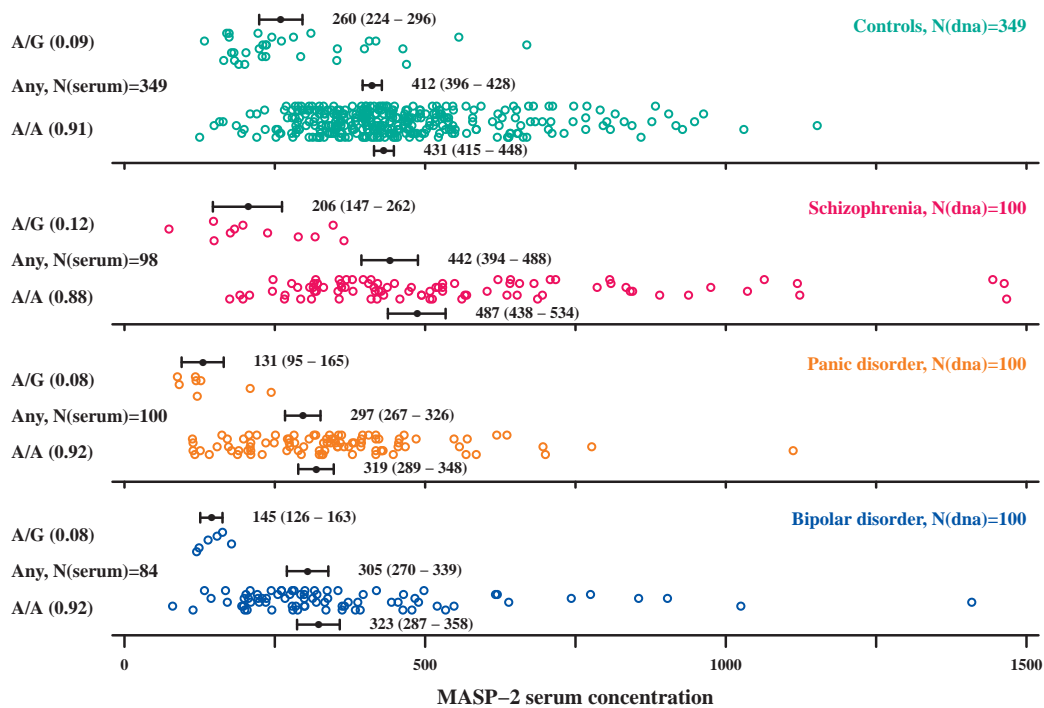 260 (224 – 296)
Controls, N(dna)=349
A/G (0.09)
Any, N(serum)=349
412 (396 – 428)
A/A (0.91)
431 (415 – 448)
206 (147 – 262)
Schizophrenia, N(dna)=100
A/G (0.12)
Any, N(serum)=98
442 (394 – 488)
A/A (0.88)
487 (438 – 534)
131 (95 – 165)
Panic disorder, N(dna)=100
A/G (0.08)
Any, N(serum)=100
297 (267 – 326)
A/A (0.92)
319 (289 – 348)
145 (126 – 163)
Bipolar disorder, N(dna)=100
A/G (0.08)
Any, N(serum)=84
305 (270 – 339)
A/A (0.92)
323 (287 – 358)
0 500 1000 1500
MASP−2 serum concentration